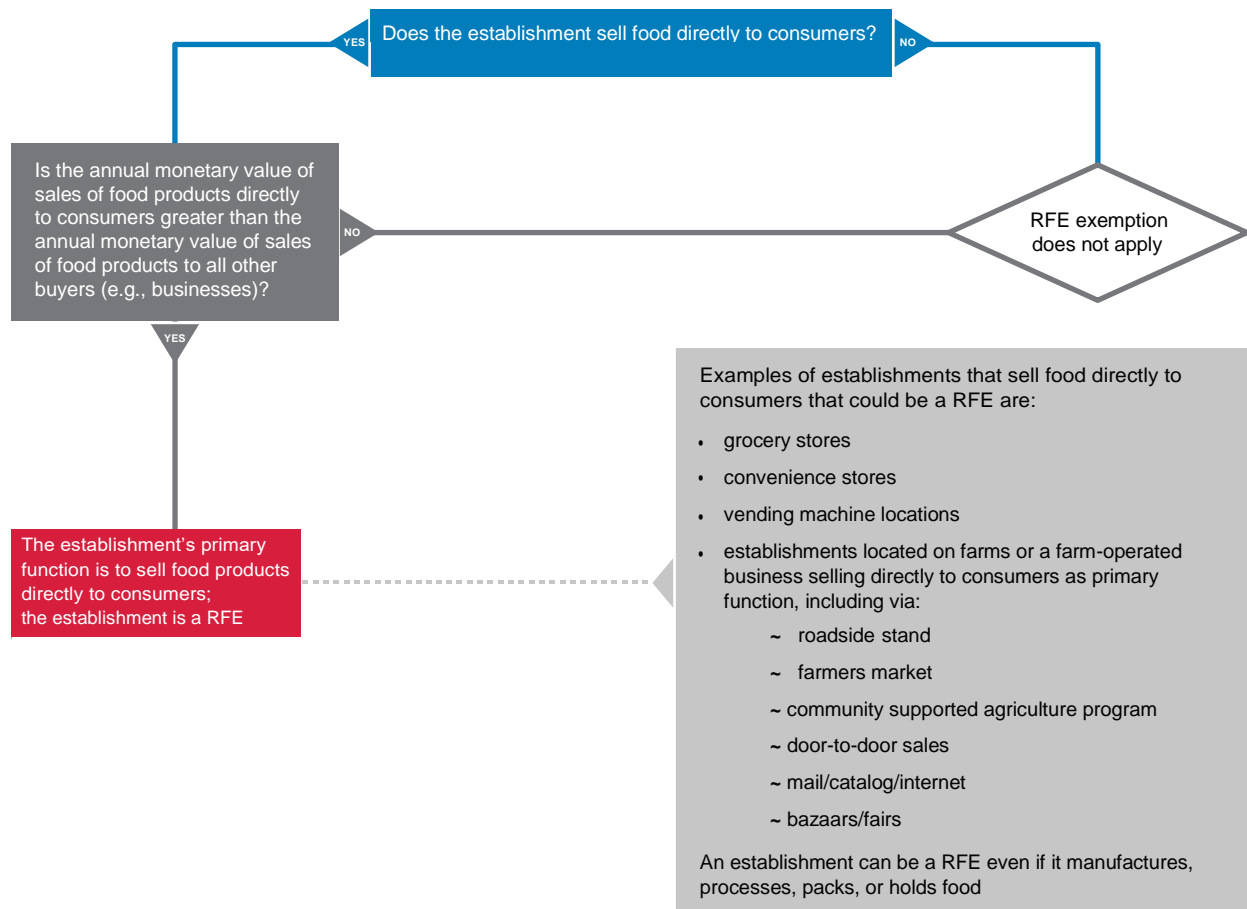 Does the establishment sell food directly to consumers?
YES
NO
Is the annual monetary value of
sales of food products directly
to consumers greater than the
annual monetary value of sales
of food products to all other
buyers (e.g., businesses)?
NO
RFE exemption
does not apply
YES
The establishment’s primary
function is to sell food products
directly to consumers;
the establishment is a RFE
Examples of establishments that sell food directly to
consumers that could be a RFE are:
• grocery stores
• convenience stores
• vending machine locations
• establishments located on farms or a farm-operated
business selling directly to consumers as primary
function, including via:
~ roadside stand
~ farmers market
~ community supported agriculture program
~ door-to-door sales
~ mail/catalog/internet
~ bazaars/fairs
An establishment can be a RFE even if it manufactures,
processes, packs, or holds food